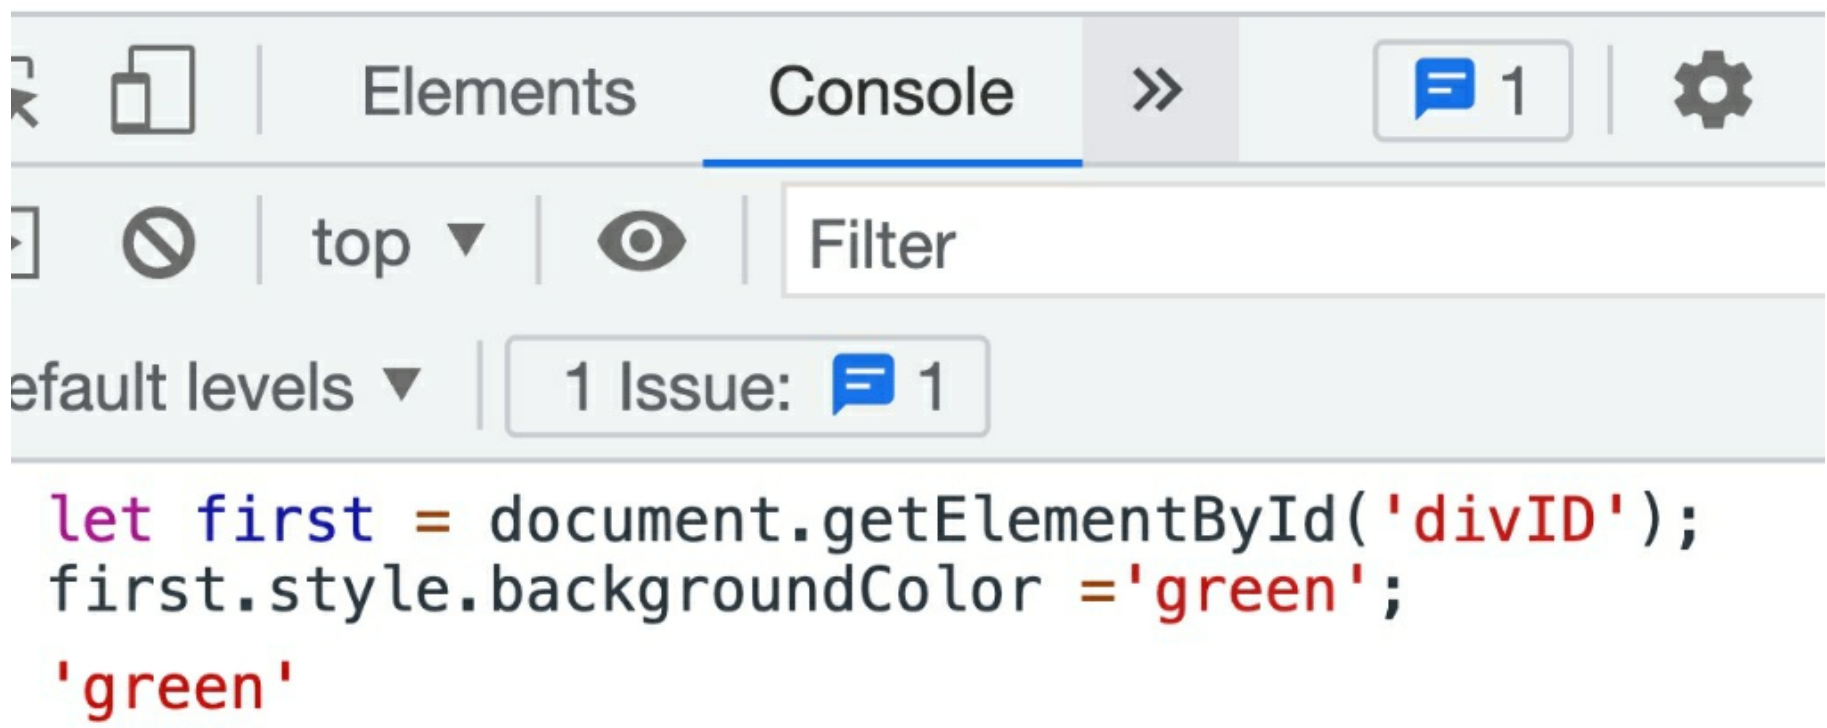 Elements Console 1
top Filter
efault levels 1 Issue: 1
let first = document.getElementById('divID');
first.style.backgroundColor ='green';
'green'